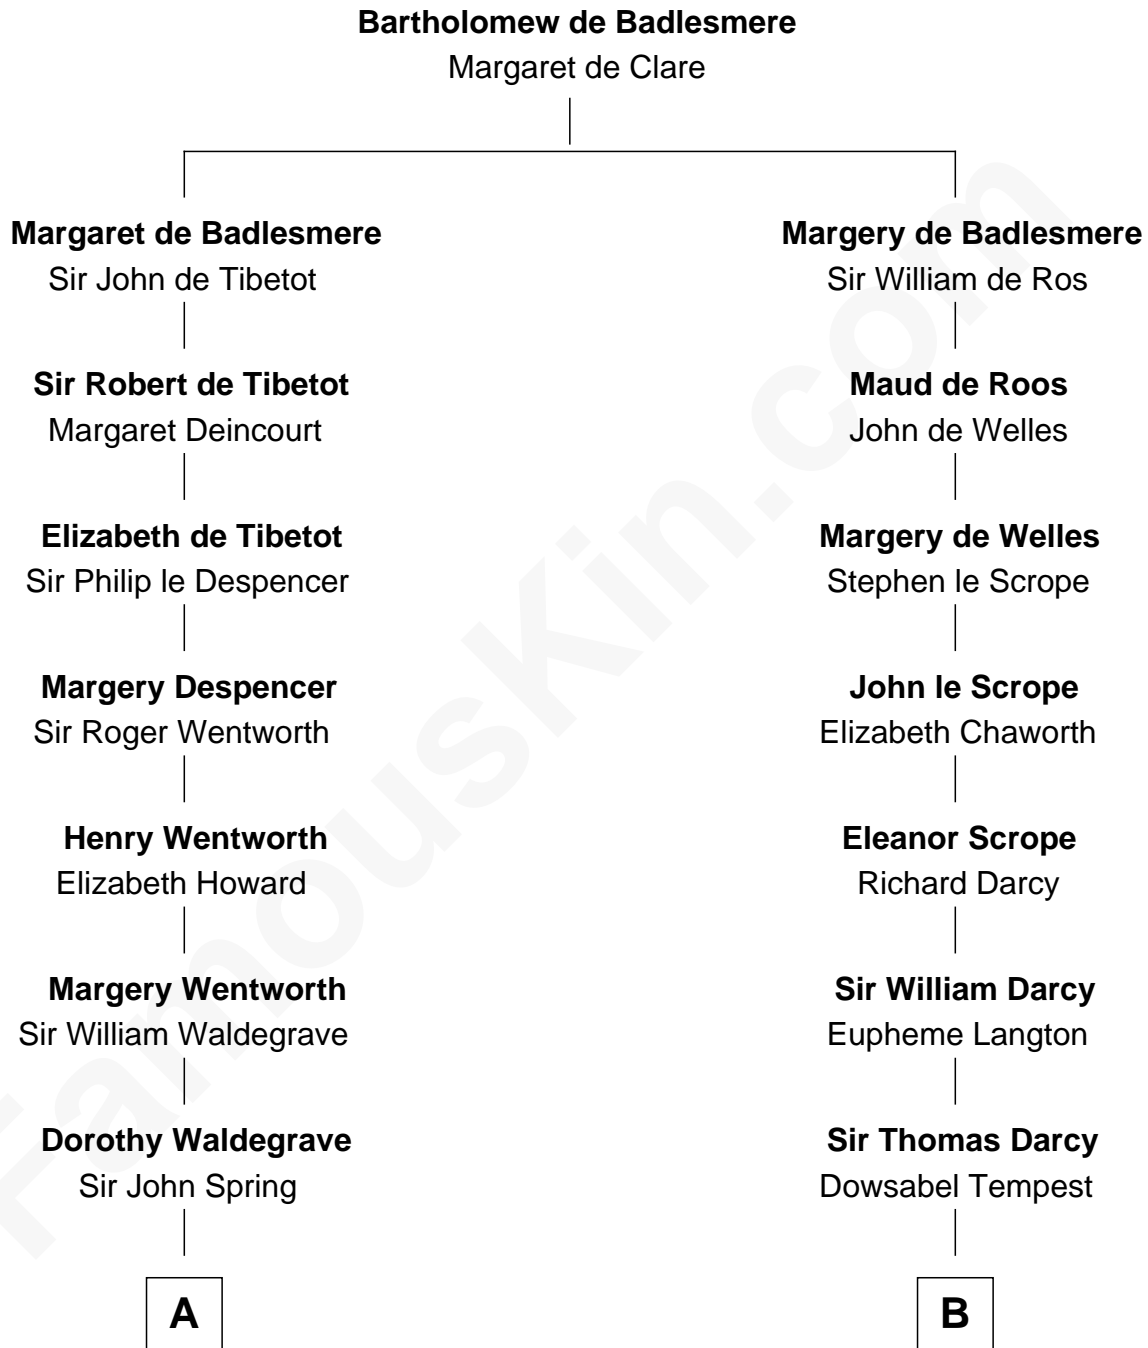 Bartholomew de Badlesmere
Margaret de Clare
Margaret de Badlesmere
Sir John de Tibetot
Margery de Badlesmere
Sir William de Ros
Sir Robert de Tibetot
Margaret Deincourt
Maud de Roos
John de Welles
Elizabeth de Tibetot
Sir Philip le Despencer
Margery de Welles
Stephen le Scrope
Margery Despencer
Sir Roger Wentworth
John le Scrope
Elizabeth Chaworth
Henry Wentworth
Elizabeth Howard
Eleanor Scrope
Richard Darcy
Margery Wentworth
Sir William Waldegrave
Sir William Darcy
Eupheme Langton
Dorothy Waldegrave
Sir John Spring
Sir Thomas Darcy
Dowsabel Tempest
A
B
FamousKin.com